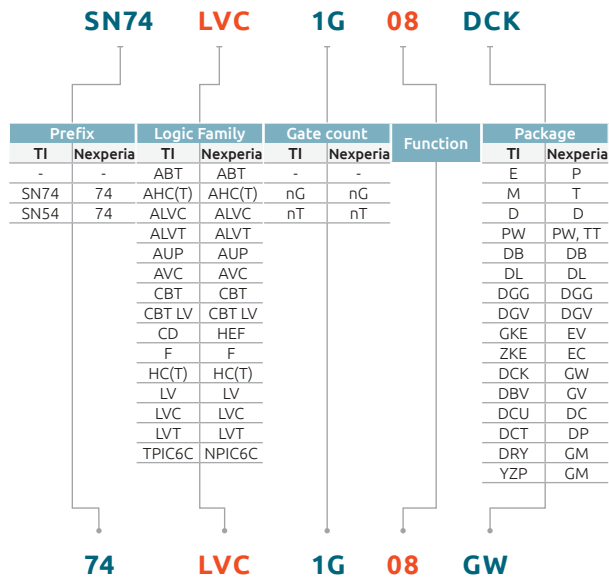 SN74 LVC 1G 08 DCK
Prefix Logic Family Gate count Function Package
TI Nexperia TI Nexperia TI Nexperia TI Nexperia
- - ABT ABT - - E P
SN74 74 AHC(T) AHC(T) nG nG M T
SN54 74 ALVC ALVC nT nT D D
ALVT ALVT PW PW, TT
AUP AUP DB DB
AVC AVC DL DL
CBT CBT DGG DGG
CBT LV CBT LV DGV DGV
CD HEF GKE EV
F F ZKE EC
HC(T) HC(T) DCK GW
LV LV DBV GV
LVC LVC DCU DC
LVT LVT DCT DP
TPIC6C NPIC6C DRY GM
YZP GM
74 LVC 1G 08 GW